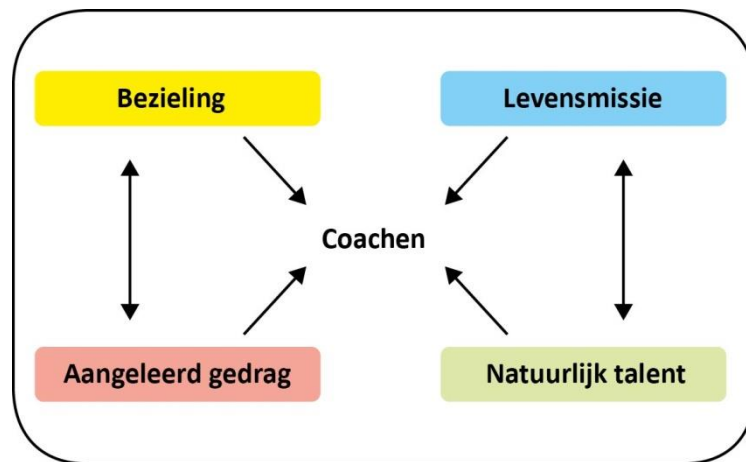 Bezieling
Levensmissie
Coachen
Aangeleerd gedrag
Natuurlijk talent